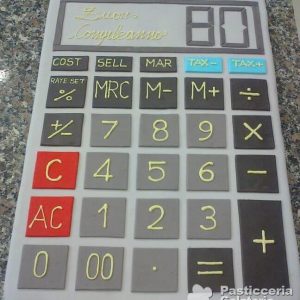 Buon 80
Compleanno
COST SELL MAR TAX- TAX+
RATE SET % MRC M- M+ ÷
+/- 7 8 9 X
C 4 5 6 -
AC 1 2 3 +
0 00 . =
Pasticceria